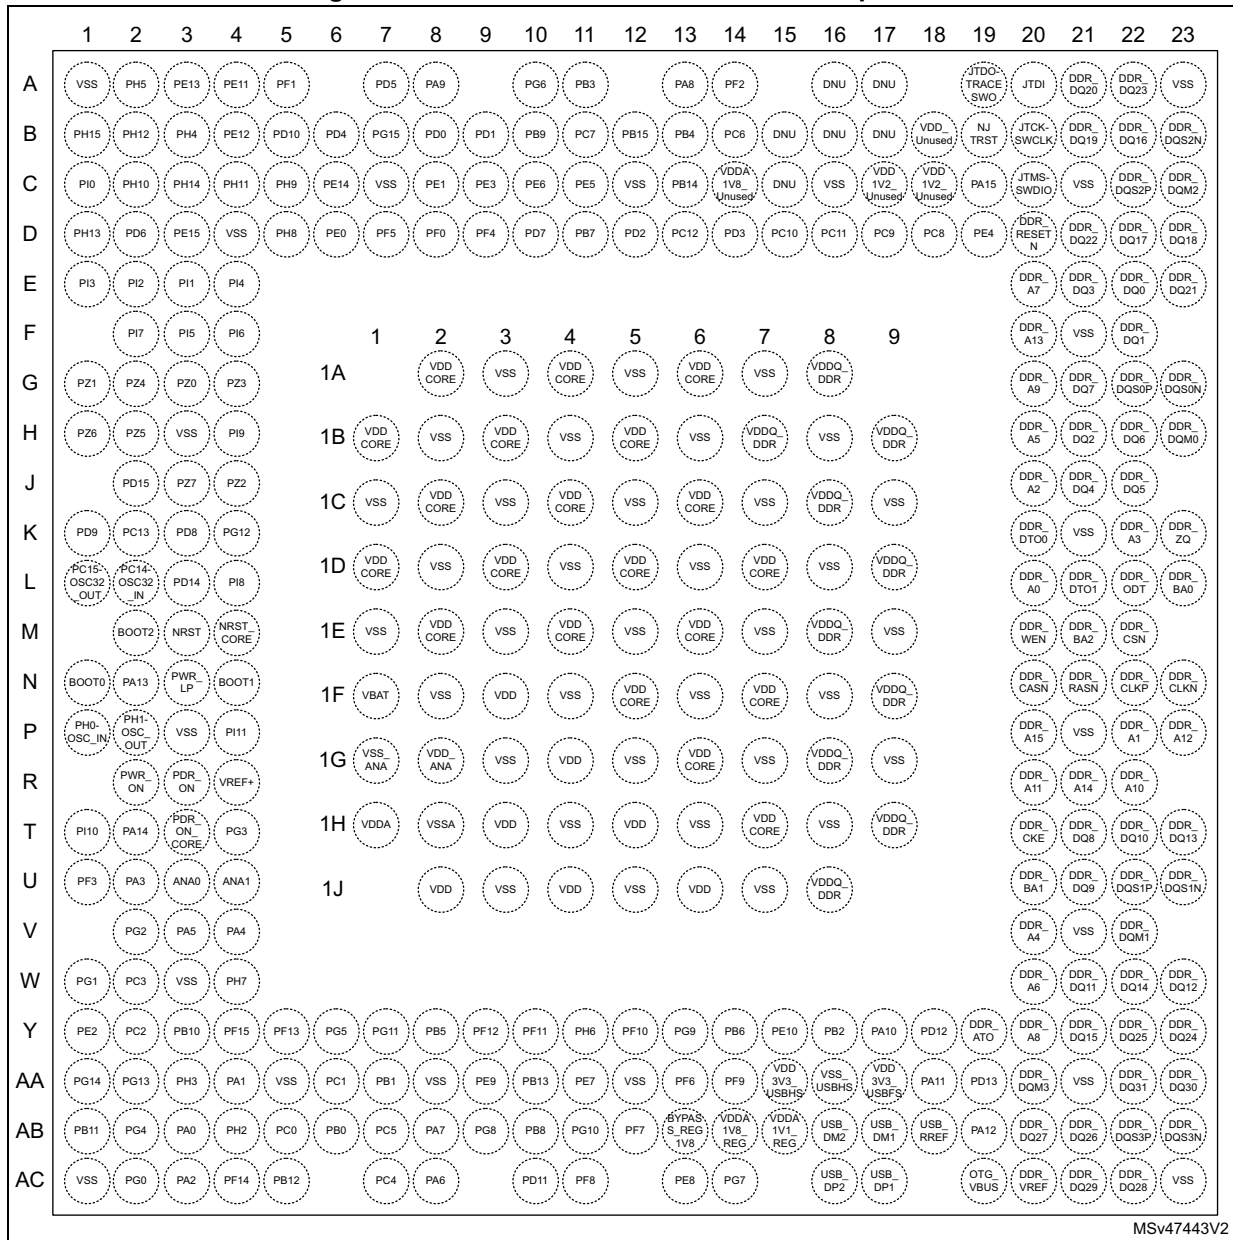 1 2 3 4 5 6 7 8 9 10 11 12 13 14 15 16 17 18 19 20 21 22 23
A VSS PH5 PE13 PE11 PF1 PD5 PA9 PG6 PB3 PA8 PF2 DNU DNU JTDO-TRACE SWO JTDI DDR_DQ20 DDR_DQ23 VSS
B PH15 PH12 PH4 PE12 PD10 PD4 PG15 PD0 PD1 PB9 PC7 PB15 PB4 PC6 DNU DNU DNU VDD_Unused NJ TRST JTCK-SWCLK DDR_DQ19 DDR_DQ16 DDR_DQS2N
C PI0 PH10 PH14 PH11 PH9 PE14 VSS PE1 PE3 PE6 PE5 VSS PB14 VDDA 1V8_Unused DNU VSS VDD 1V2_Unused VDD 1V2_Unused PA15 JTMS-SWDIO VSS DDR_DQS2P DDR_DQM2
D PH13 PD6 PE15 VSS PH8 PE0 PF5 PF0 PF4 PD7 PB7 PD2 PC12 PD3 PC10 PC11 PC9 PC8 PE4 DDR_RESET N DDR_DQ22 DDR_DQ17 DDR_DQ18
E PI3 PI2 PI1 PI4 DDR_A7 DDR_DQ3 DDR_DQ0 DDR_DQ21
F PI7 PI5 PI6 DDR_A13 VSS DDR_DQ1
1 2 3 4 5 6 7 8 9
1A VDD CORE VSS VDD CORE VSS VDD CORE VSS VDDQ_DDR
G PZ1 PZ4 PZ0 PZ3 DDR_A9 DDR_DQ7 DDR_DQS0P DDR_DQS0N
H PZ6 PZ5 VSS PI9 DDR_A5 DDR_DQ2 DDR_DQ6 DDR_DQM0
1B VDD CORE VSS VDD CORE VSS VDD CORE VSS VDDQ_DDR VSS VDDQ_DDR
J PD15 PZ7 PZ2 DDR_A2 DDR_DQ4 DDR_DQ5
1C VSS VDD CORE VSS VDD CORE VSS VDD CORE VSS VDDQ_DDR VSS
K PD9 PC13 PD8 PG12 DDR_DTO0 VSS DDR_A3 DDR_ZQ
1D VDD CORE VSS VDD CORE VSS VDD CORE VSS VDD CORE VSS VDDQ_DDR
L PC15-OSC32_OUT PC14-OSC32_IN PD14 PI8 DDR_A0 DDR_DTO1 DDR_ODT DDR_BA0
M BOOT2 NRST NRST_CORE DDR_WEN DDR_BA2 DDR_CSN
1E VSS VDD CORE VSS VDD CORE VSS VDD CORE VSS VDDQ_DDR VSS
N BOOT0 PA13 PWR_LP BOOT1 DDR_CASN DDR_RASN DDR_CLKP DDR_CLKN
1F VBAT VSS VDD VSS VDD CORE VSS VDD CORE VSS VDDQ_DDR
P PH0-OSC_IN PH1-OSC_OUT VSS PI11 DDR_A15 VSS DDR_A1 DDR_A12
1G VSS_ANA VDD_ANA VSS VDD VSS VDD CORE VSS VDDQ_DDR VSS
R PWR_ON PDR_ON VREF+ DDR_A11 DDR_A14 DDR_A10
1H VDDA VSSA VDD VSS VDD VSS VDD CORE VSS VDDQ_DDR
T PI10 PA14 PDR_ON_CORE PG3 DDR_CKE DDR_DQ8 DDR_DQ10 DDR_DQ13
U PF3 PA3 ANA0 ANA1 DDR_BA1 DDR_DQ9 DDR_DQS1P DDR_DQS1N
1J VDD VSS VDD VSS VDD VSS VDDQ_DDR
V PG2 PA5 PA4 DDR_A4 VSS DDR_DQM1
W PG1 PC3 VSS PH7 DDR_A6 DDR_DQ11 DDR_DQ14 DDR_DQ12
Y PE2 PC2 PB10 PF15 PF13 PG5 PG11 PB5 PF12 PF11 PH6 PF10 PG9 PB6 PE10 PB2 PA10 PD12 DDR_ATO DDR_A8 DDR_DQ15 DDR_DQ25 DDR_DQ24
AA PG14 PG13 PH3 PA1 VSS PC1 PB1 VSS PE9 PB13 PE7 VSS PF6 PF9 VDD 3V3_USBHS VSS_USBHS VDD 3V3_USBFS PA11 PD13 DDR_DQM3 VSS DDR_DQ31 DDR_DQ30
AB PB11 PG4 PA0 PH2 PC0 PB0 PC5 PA7 PG8 PB8 PG10 PF7 BYPAS S_REG 1V8 VDDA 1V8_REG VDDA 1V1_REG USB_DM2 USB_DM1 USB_RREF PA12 DDR_DQ27 DDR_DQ26 DDR_DQS3P DDR_DQS3N
AC VSS PG0 PA2 PF14 PB12 PC4 PA6 PD11 PF8 PE8 PG7 USB_DP2 USB_DP1 OTG_VBUS DDR_VREF DDR_DQ29 DDR_DQ28 VSS
MSv47443V2